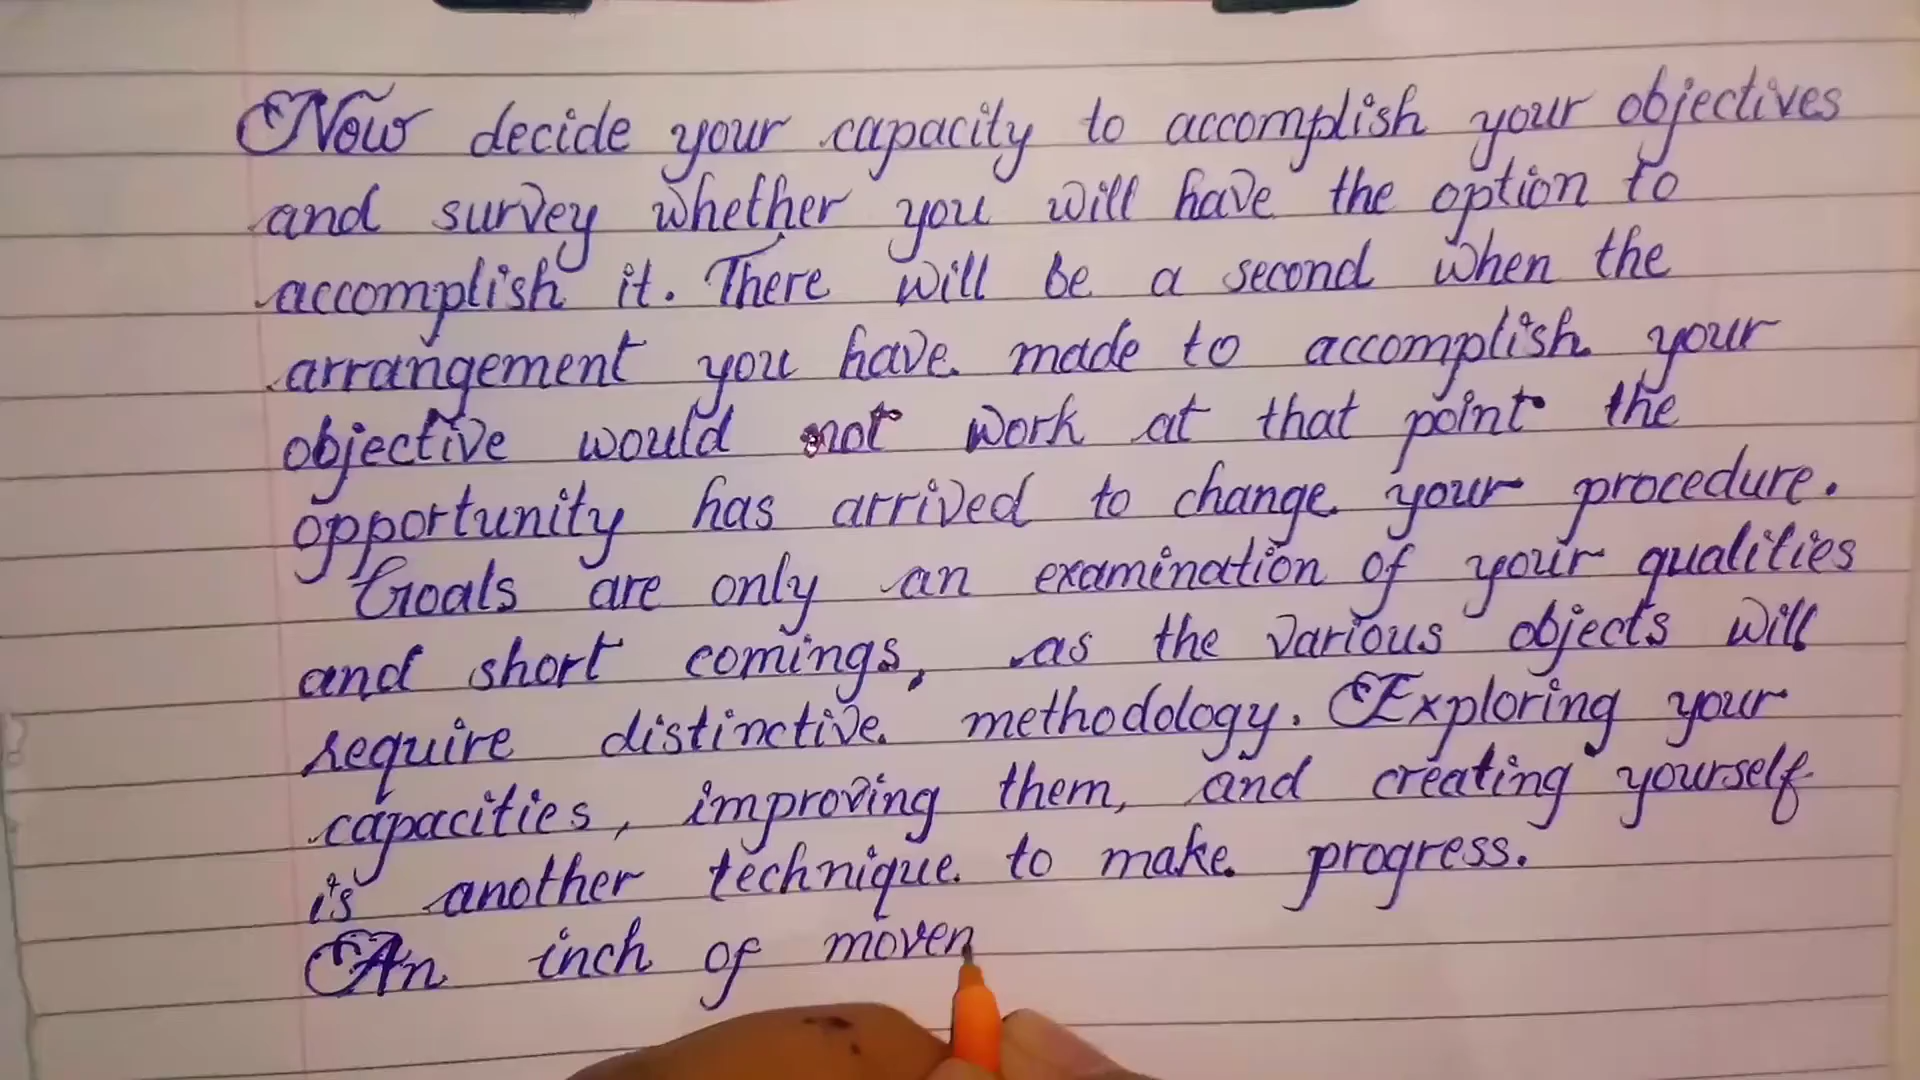 Now decide your capacity to accomplish your objectives
and survey whether you will have the option to
accomplish it. There will be a second when the
arrangement you have made to accomplish your
objective would not work at that point the
opportunity has arrived to change your procedure.
Goals are only an examination of your qualities
and short comings, as the various objects will
require distinctive methodology. Exploring your
capacities, improving them, and creating yourself
is another technique to make progress.
An inch of moven